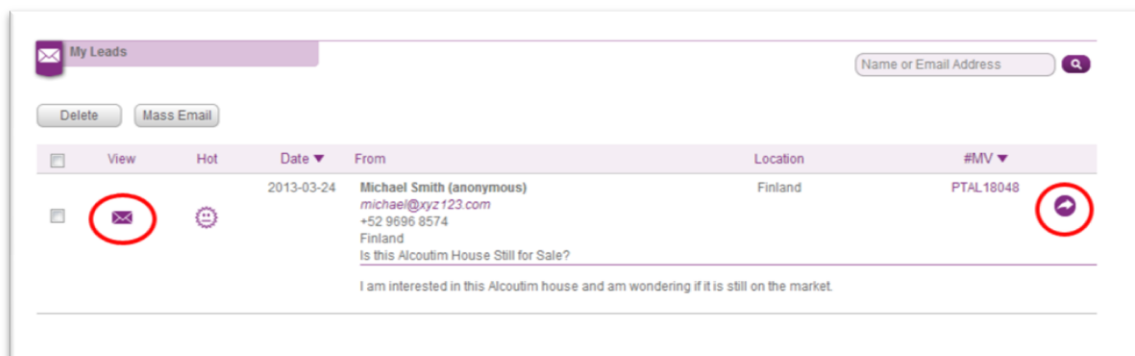 My Leads
Name or Email Address
Delete Mass Email
View Hot Date ▼ From Location #MV ▼
2013-03-24 Michael Smith (anonymous) Finland PTAL18048
michael@xyz123.com
+52 9696 8574
Finland
Is this Alcoutim House Still for Sale?
I am interested in this Alcoutim house and am wondering if it is still on the market.